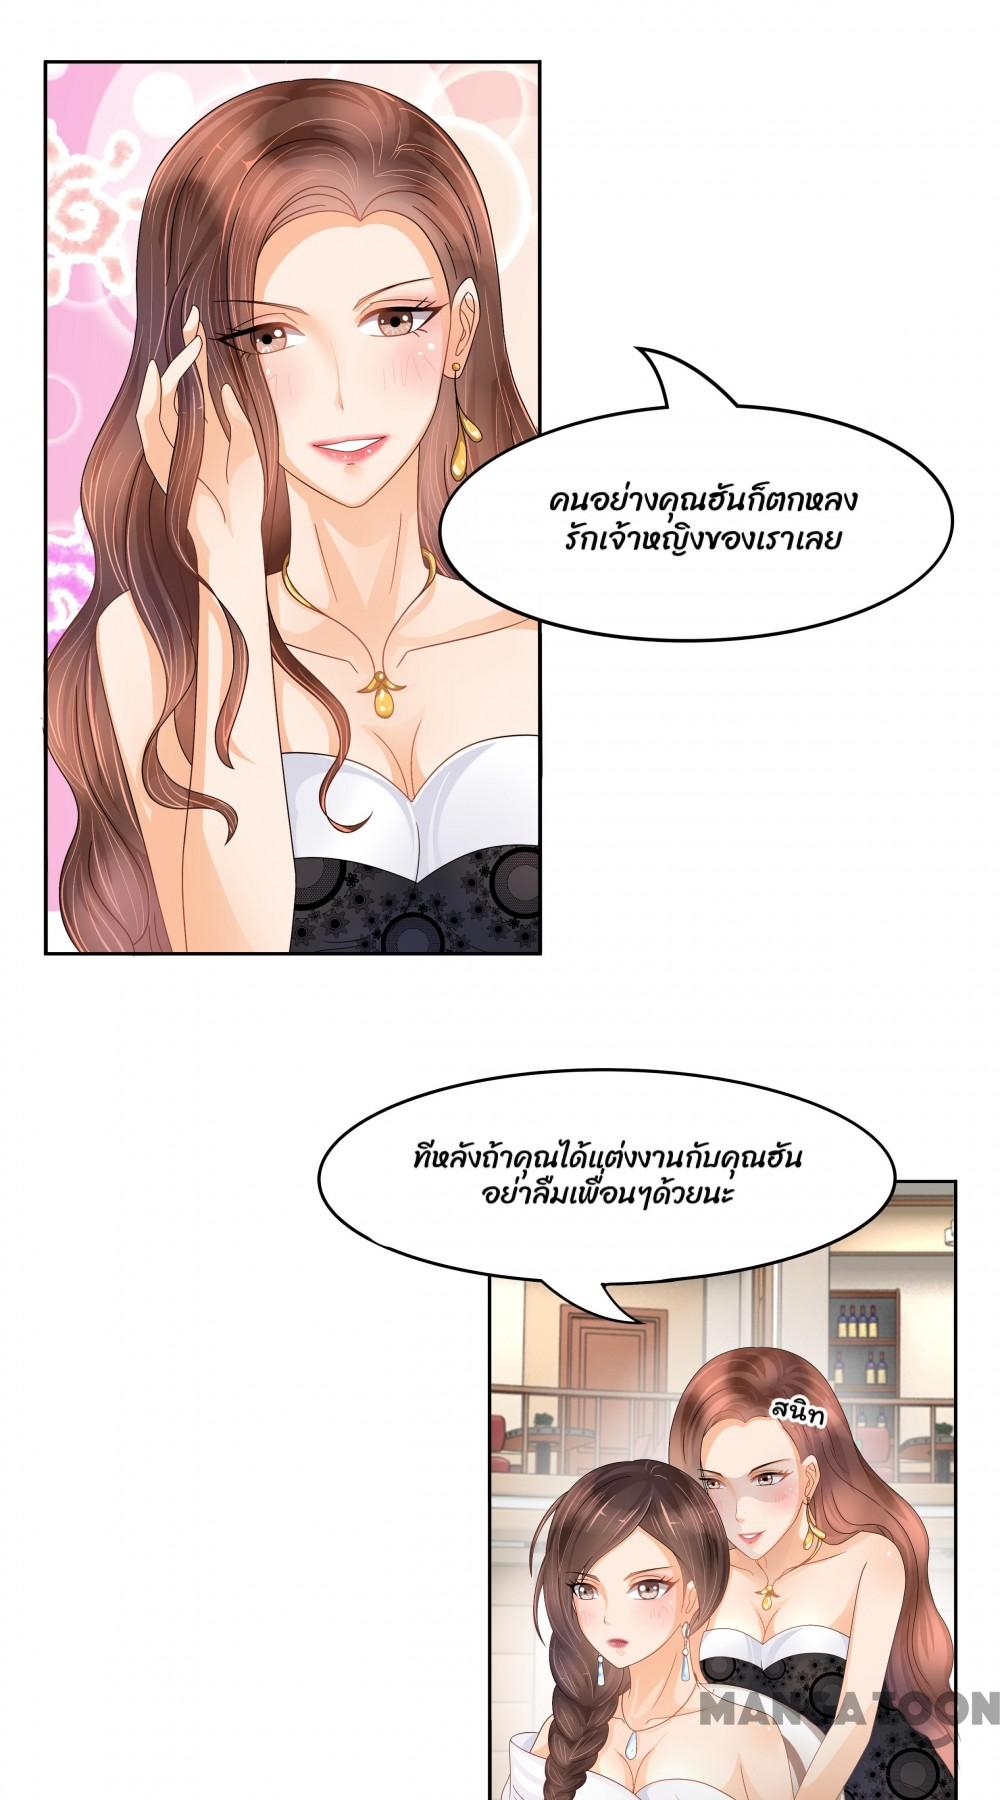 คนอย่างคุณฮันก็ตกหลง
รักเจ้าหญิงของเราเลย
ทีหลังถ้าคุณได้แต่งงานกับคุณฮัน
อย่าลืมเพื่อนๆด้วยนะ
สนิท
MANGATOON